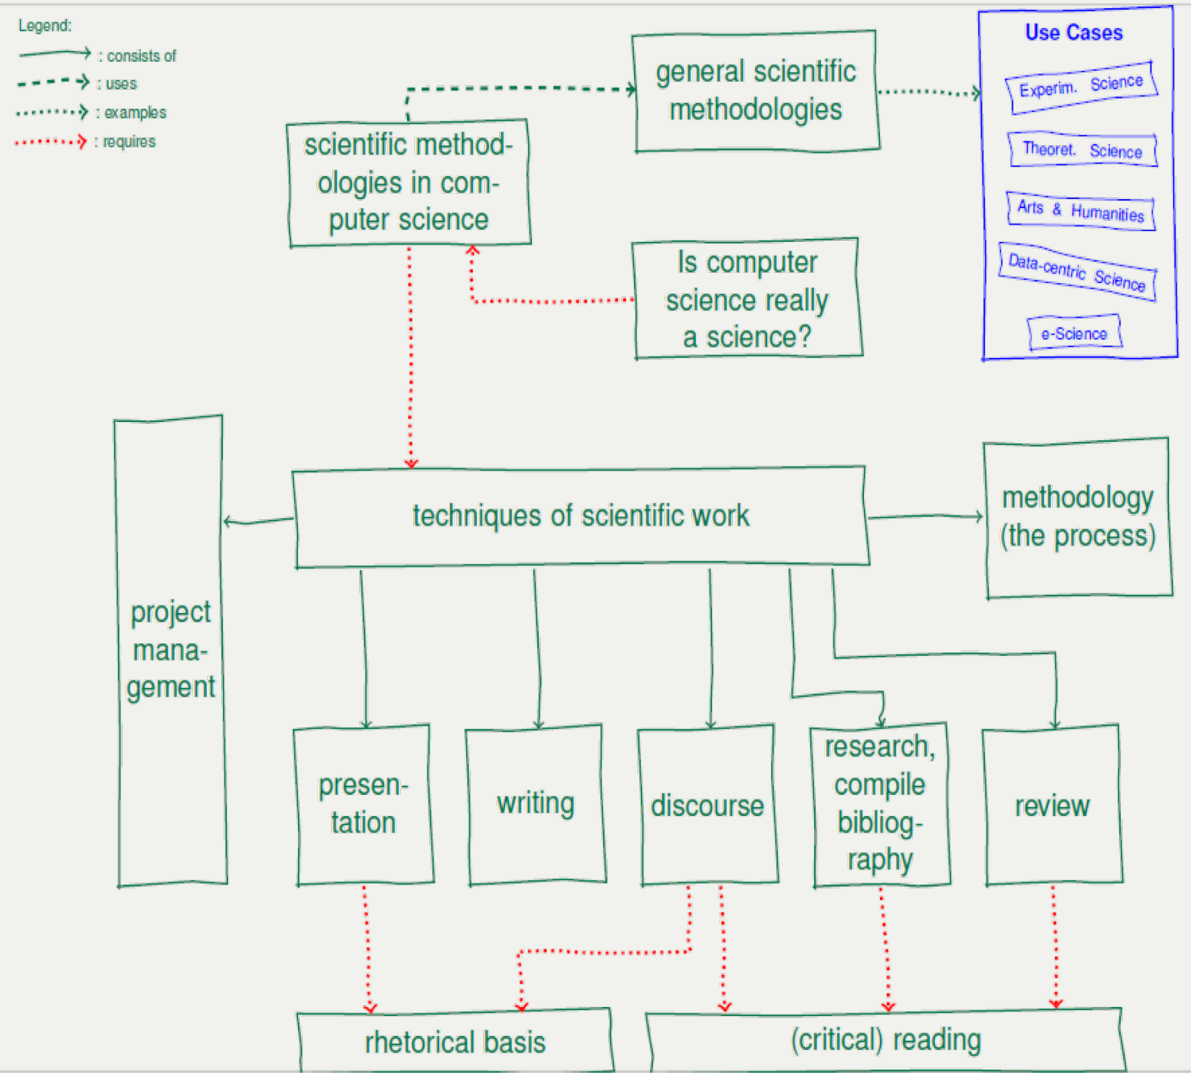 Legend:
: consists of
: uses
: examples
: requires
general scientific
methodologies
Use Cases
Experim. Science
Theoret. Science
Arts & Humanities
Data-centric Science
e-Science
scientific method-
ologies in com-
puter science
Is computer
science really
a science?
techniques of scientific work
methodology
(the process)
project
mana-
gement
presen-
tation
writing
discourse
research,
compile
bibliog-
raphy
review
rhetorical basis
(critical) reading